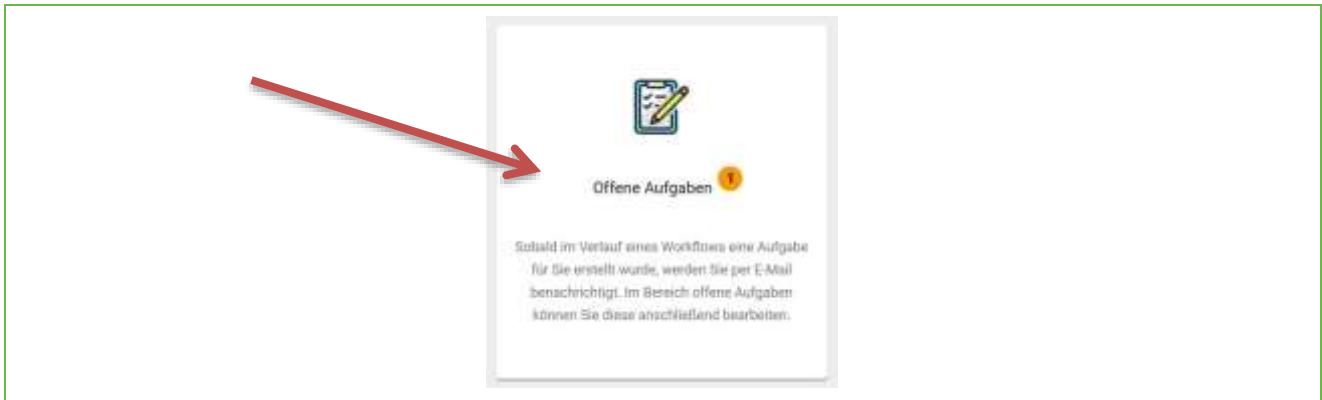 Offene Aufgaben 1
Sobald im Verlauf eines Workflows eine Aufgabe
für Sie erstellt wurde, werden Sie per E-Mail
benachrichtigt. Im Bereich offene Aufgaben
können Sie diese anschließend bearbeiten.